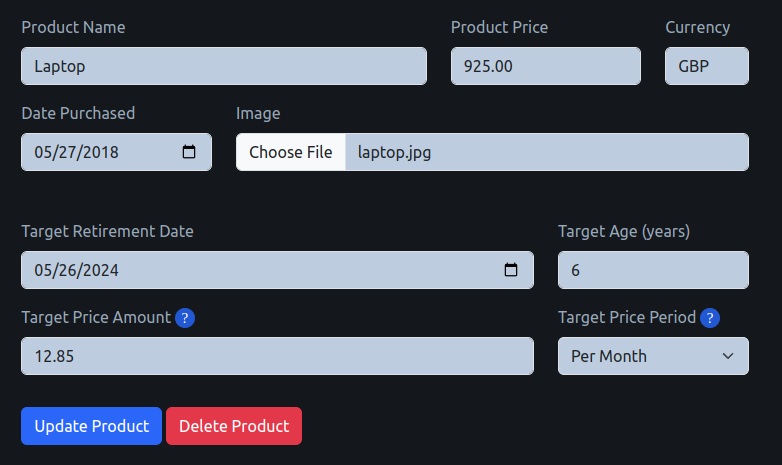 Product Name Product Price Currency
Laptop 925.00 GBP
Date Purchased Image
05/27/2018 Choose File laptop.jpg
Target Retirement Date Target Age (years)
05/26/2024 6
Target Price Amount ? Target Price Period ?
12.85 Per Month
Update Product Delete Product